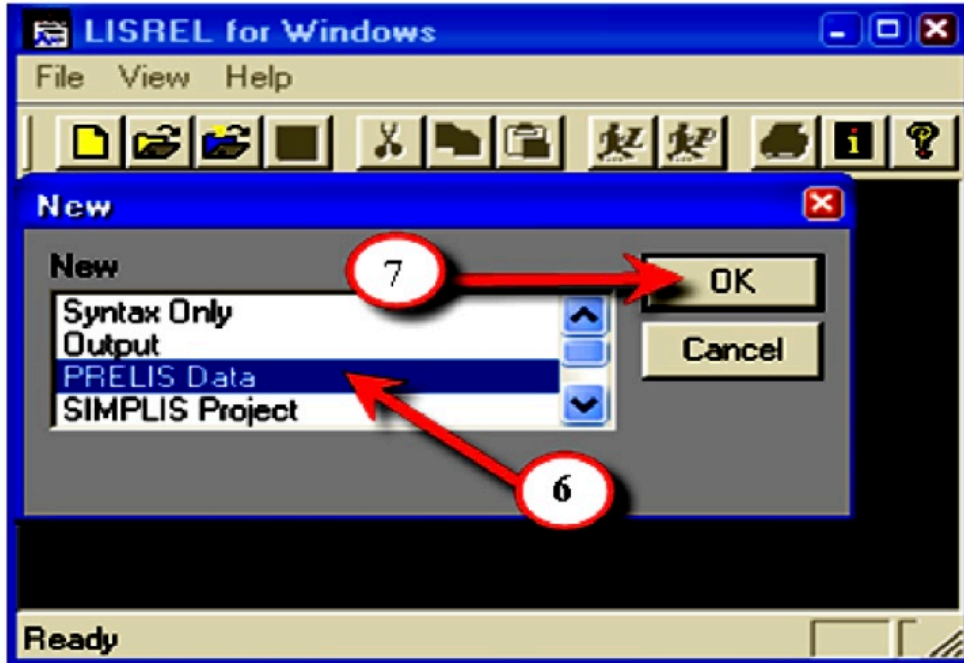 LISREL for Windows
File View Help
New
New
7
OK
Syntax Only
Output
Cancel
PRELIS Data
SIMPLIS Project
6
Ready